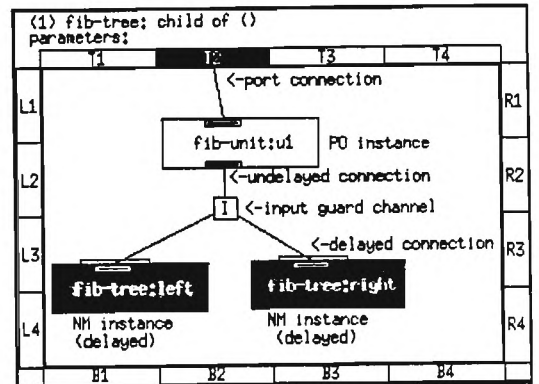 (1) fib-tree: child of ()
parameters:
T1 T2 T3 T4
<-port connection
L1 R1
fib-unit:u1 PO instance
L2 <-undelayed connection R2
I <-input guard channel
L3 <-delayed connection R3
fib-tree:left fib-tree:right
L4 NM instance NM instance R4
(delayed) (delayed)
B1 B2 B3 B4